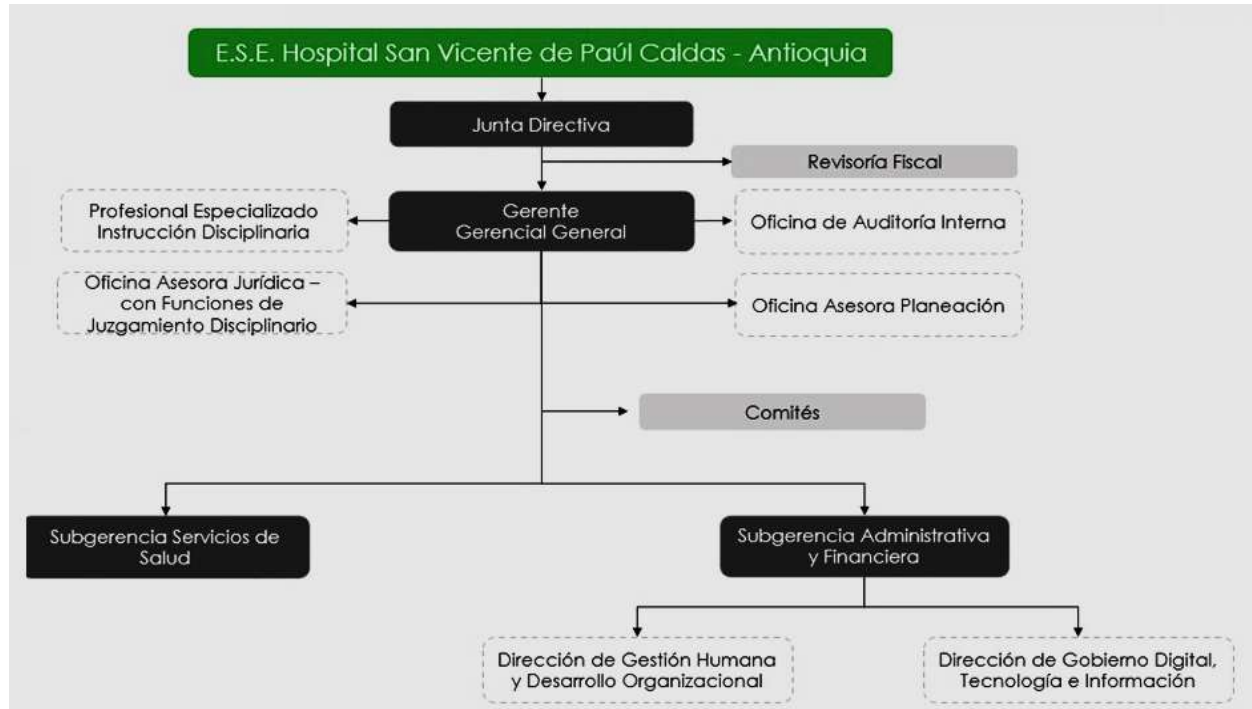 E.S.E. Hospital San Vicente de Paúl Caldas - Antioquia
Junta Directiva
Revisoría Fiscal
Profesional Especializado
Instrucción Disciplinaria
Gerente
Gerencial General
Oficina de Auditoría Interna
Oficina Asesora Jurídica –
con Funciones de
Juzgamiento Disciplinario
Oficina Asesora Planeación
Comités
Subgerencia Servicios de
Salud
Subgerencia Administrativa
y Financiera
Dirección de Gestión Humana
y Desarrollo Organizacional
Dirección de Gobierno Digital,
Tecnología e Información